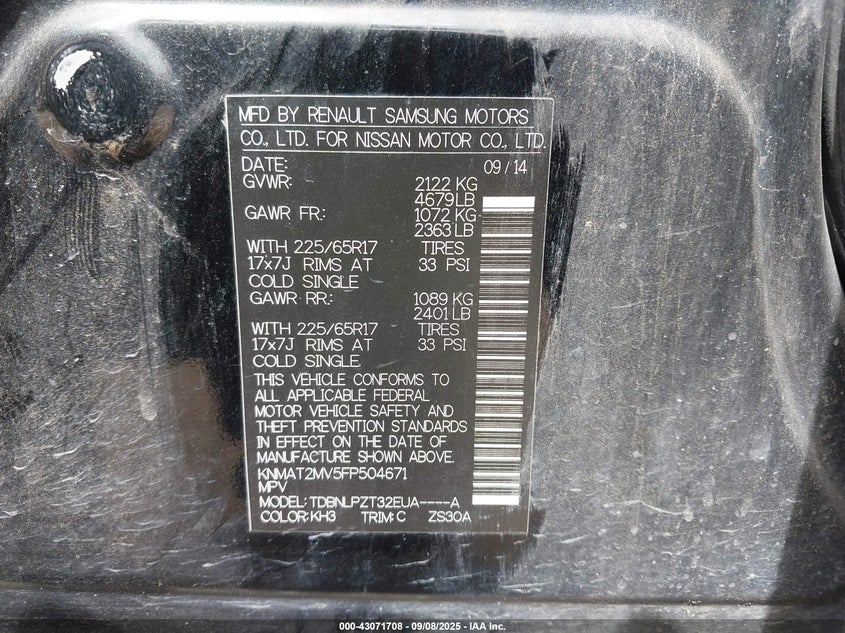 MFD BY RENAULT SAMSUNG MOTORS
CO., LTD. FOR NISSAN MOTOR CO., LTD.
DATE: 09/14
GVWR: 2122 KG
4679 LB
GAWR FR: 1072 KG
2363 LB
WITH 225/65R17 TIRES
17x7J RIMS AT 33 PSI
COLD SINGLE
GAWR RR: 1089 KG
2401 LB
WITH 225/65R17 TIRES
17x7J RIMS AT 33 PSI
COLD SINGLE
THIS VEHICLE CONFORMS TO
ALL APPLICABLE FEDERAL
MOTOR VEHICLE SAFETY AND
THEFT PREVENTION STANDARDS
IN EFFECT ON THE DATE OF
MANUFACTURE SHOWN ABOVE.
KNMAT2MV5FP504671
MPV
MODEL: TDBNLPZT32EUA----A
COLOR: KH3 TRIM: C ZS30A
000-43071708 - 09/08/2025 - IAA Inc.